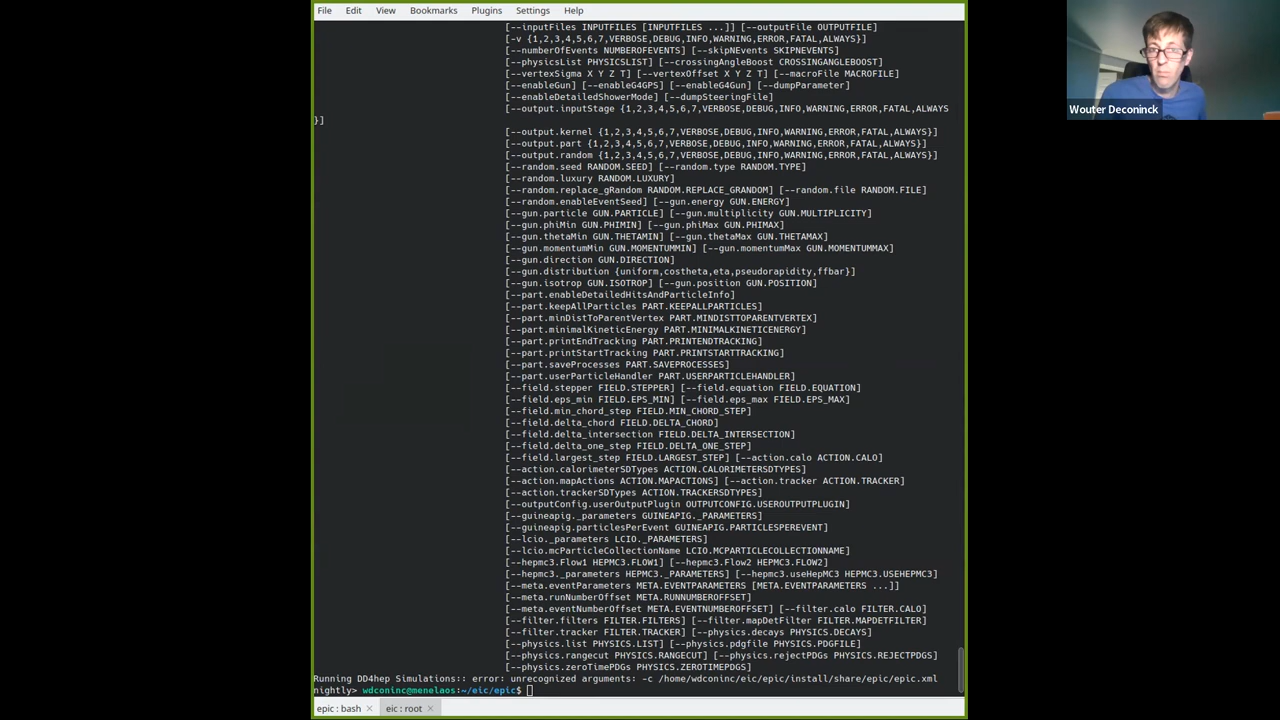 File Edit View Bookmarks Plugins Settings Help
[--inputFiles INPUTFILES [INPUTFILES ...]] [--outputFile OUTPUTFILE]
[-v {1,2,3,4,5,6,7,VERBOSE,DEBUG,INFO,WARNING,ERROR,FATAL,ALWAYS}]
[--numberOfEvents NUMBEROFEVENTS] [--skipNEvents SKIPNEVENTS]
[--physicsList PHYSICSLIST] [--crossingAngleBoost CROSSINGANGLEBOOST]
[--vertexSigma X Y Z T] [--vertexOffset X Y Z T] [--macroFile MACROFILE]
[--enableGun] [--enableG4GPS] [--enableG4Gun] [--dumpParameter]
[--enableDetailedShowerMode] [--dumpSteeringFile]
[--output.inputStage {1,2,3,4,5,6,7,VERBOSE,DEBUG,INFO,WARNING,ERROR,FATAL,ALWAYS
}]
[--output.kernel {1,2,3,4,5,6,7,VERBOSE,DEBUG,INFO,WARNING,ERROR,FATAL,ALWAYS}]
[--output.part {1,2,3,4,5,6,7,VERBOSE,DEBUG,INFO,WARNING,ERROR,FATAL,ALWAYS}]
[--output.random {1,2,3,4,5,6,7,VERBOSE,DEBUG,INFO,WARNING,ERROR,FATAL,ALWAYS}]
[--random.seed RANDOM.SEED] [--random.type RANDOM.TYPE]
[--random.luxury RANDOM.LUXURY]
[--random.replace_gRandom RANDOM.REPLACE_GRANDOM] [--random.file RANDOM.FILE]
[--random.enableEventSeed] [--gun.energy GUN.ENERGY]
[--gun.particle GUN.PARTICLE] [--gun.multiplicity GUN.MULTIPLICITY]
[--gun.phiMin GUN.PHIMIN] [--gun.phiMax GUN.PHIMAX]
[--gun.thetaMin GUN.THETAMIN] [--gun.thetaMax GUN.THETAMAX]
[--gun.momentumMin GUN.MOMENTUMMIN] [--gun.momentumMax GUN.MOMENTUMMAX]
[--gun.direction GUN.DIRECTION]
[--gun.distribution {uniform,costheta,eta,pseudorapidity,ffbar}]
[--gun.isotrop GUN.ISOTROP] [--gun.position GUN.POSITION]
[--part.enableDetailedHitsAndParticleInfo]
[--part.keepAllParticles PART.KEEPALLPARTICLES]
[--part.minDistToParentVertex PART.MINDISTTOPARENTVERTEX]
[--part.minimalKineticEnergy PART.MINIMALKINETICENERGY]
[--part.printEndTracking PART.PRINTENDTRACKING]
[--part.printStartTracking PART.PRINTSTARTTRACKING]
[--part.saveProcesses PART.SAVEPROCESSES]
[--part.userParticleHandler PART.USERPARTICLEHANDLER]
[--field.stepper FIELD.STEPPER] [--field.equation FIELD.EQUATION]
[--field.eps_min FIELD.EPS_MIN] [--field.eps_max FIELD.EPS_MAX]
[--field.min_chord_step FIELD.MIN_CHORD_STEP]
[--field.delta_chord FIELD.DELTA_CHORD]
[--field.delta_intersection FIELD.DELTA_INTERSECTION]
[--field.delta_one_step FIELD.DELTA_ONE_STEP]
[--field.largest_step FIELD.LARGEST_STEP] [--action.calo ACTION.CALO]
[--action.calorimeterSDTypes ACTION.CALORIMETERSDTYPES]
[--action.mapActions ACTION.MAPACTIONS] [--action.tracker ACTION.TRACKER]
[--action.trackerSDTypes ACTION.TRACKERSDTYPES]
[--outputConfig.userOutputPlugin OUTPUTCONFIG.USEROUTPUTPLUGIN]
[--guineapig._parameters GUINEAPIG._PARAMETERS]
[--guineapig.particlesPerEvent GUINEAPIG.PARTICLESPEREVENT]
[--lcio._parameters LCIO._PARAMETERS]
[--lcio.mcParticleCollectionName LCIO.MCPARTICLECOLLECTIONNAME]
[--hepmc3.Flow1 HEPMC3.FLOW1] [--hepmc3.Flow2 HEPMC3.FLOW2]
[--hepmc3._parameters HEPMC3._PARAMETERS] [--hepmc3.useHepMC3 HEPMC3.USEHEPMC3]
[--meta.eventParameters META.EVENTPARAMETERS [META.EVENTPARAMETERS ...]]
[--meta.runNumberOffset META.RUNNUMBEROFFSET]
[--meta.eventNumberOffset META.EVENTNUMBEROFFSET] [--filter.calo FILTER.CALO]
[--filter.filters FILTER.FILTERS] [--filter.mapDetFilter FILTER.MAPDETFILTER]
[--filter.tracker FILTER.TRACKER] [--physics.decays PHYSICS.DECAYS]
[--physics.list PHYSICS.LIST] [--physics.pdgfile PHYSICS.PDGFILE]
[--physics.rangecut PHYSICS.RANGECUT] [--physics.rejectPDGs PHYSICS.REJECTPDGS]
[--physics.zeroTimePDGs PHYSICS.ZEROTIMEPDGS]
Running DD4hep Simulations:: error: unrecognized arguments: -c /home/wdconinc/eic/epic/install/share/epic/epic.xml
nightly> wdconinc@menelaos:~/eic/epic$
epic : bash
eic : root
Wouter Deconinck